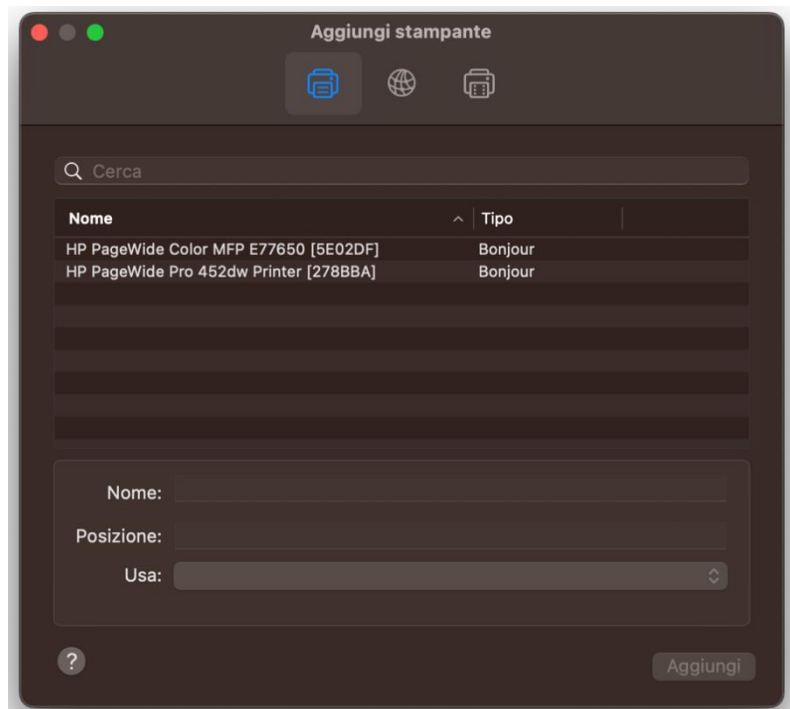 Aggiungi stampante
Cerca
Nome Tipo
HP PageWide Color MFP E77650 [5E02DF] Bonjour
HP PageWide Pro 452dw Printer [278BBA] Bonjour
Nome:
Posizione:
Usa:
? Aggiungi